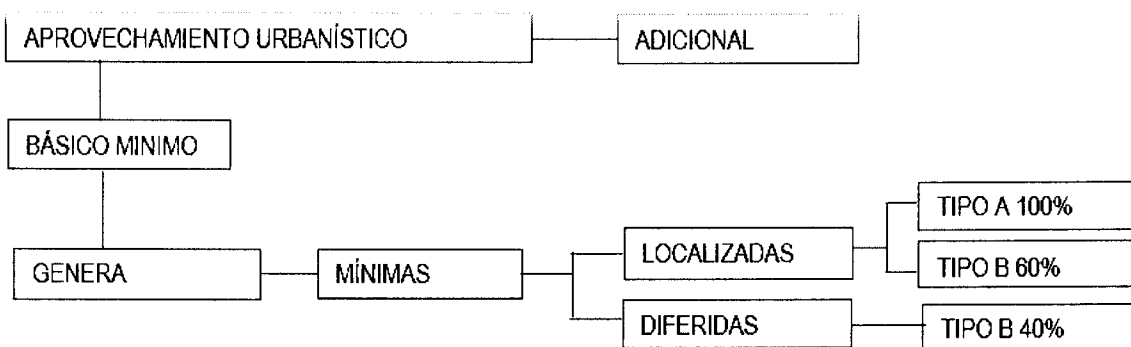 APROVECHAMIENTO URBANÍSTICO
ADICIONAL
BÁSICO MINIMO
GENERA
MÍNIMAS
LOCALIZADAS
TIPO A 100%
TIPO B 60%
DIFERIDAS
TIPO B 40%